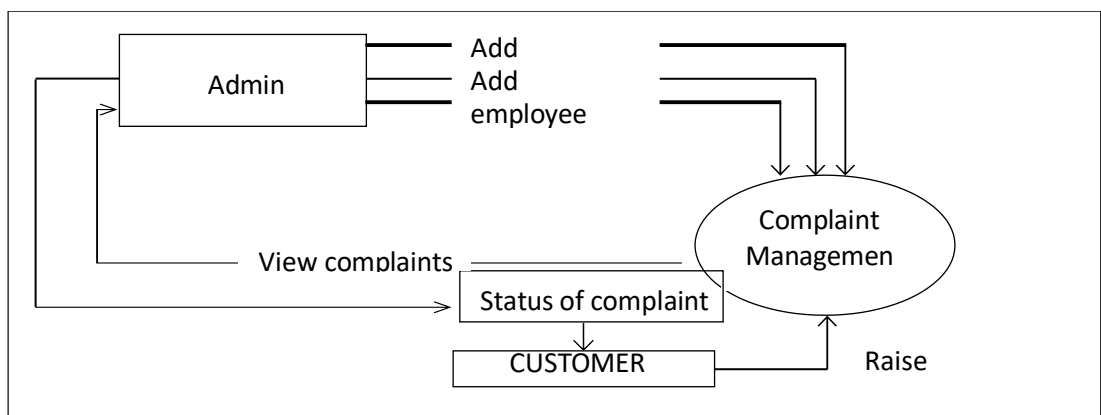 Add
Admin
Add
employee
Complaint
Managemen
View complaints
Status of complaint
CUSTOMER
Raise